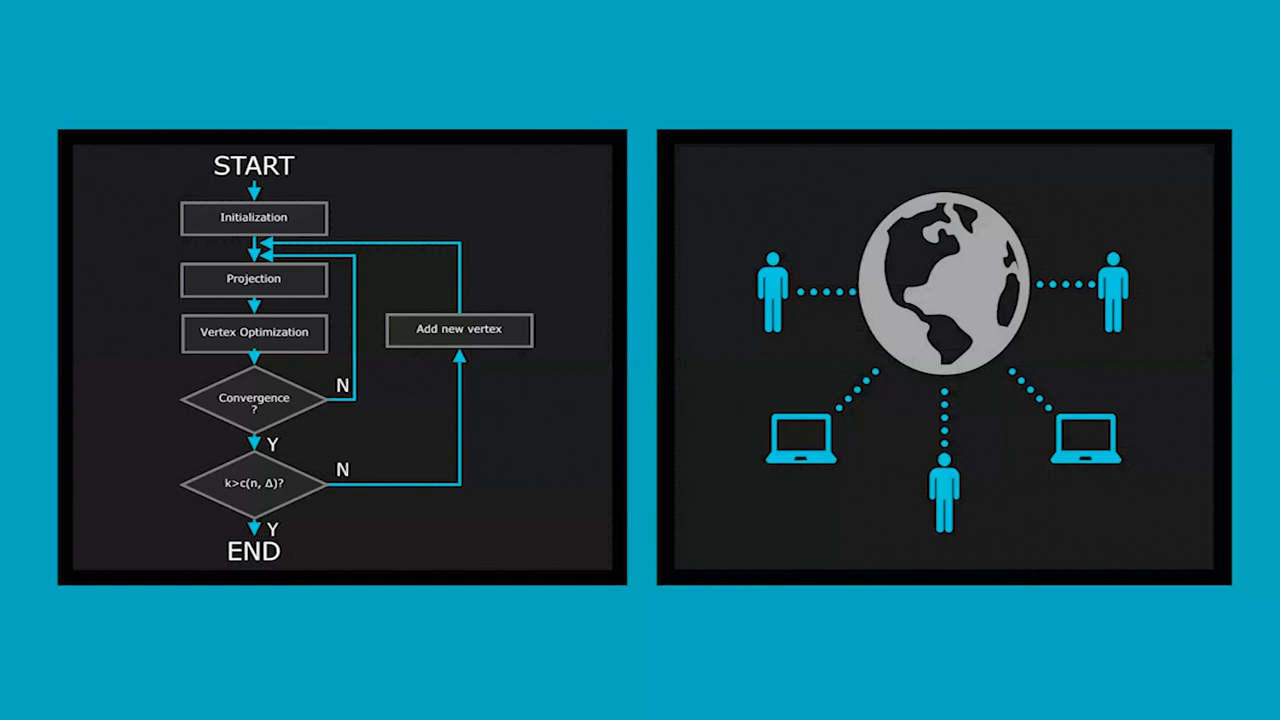 START
Initialization
Projection
Vertex Optimization
Add new vertex
N
Convergence
?
Y
N
k>c(n, Δ)?
Y
END